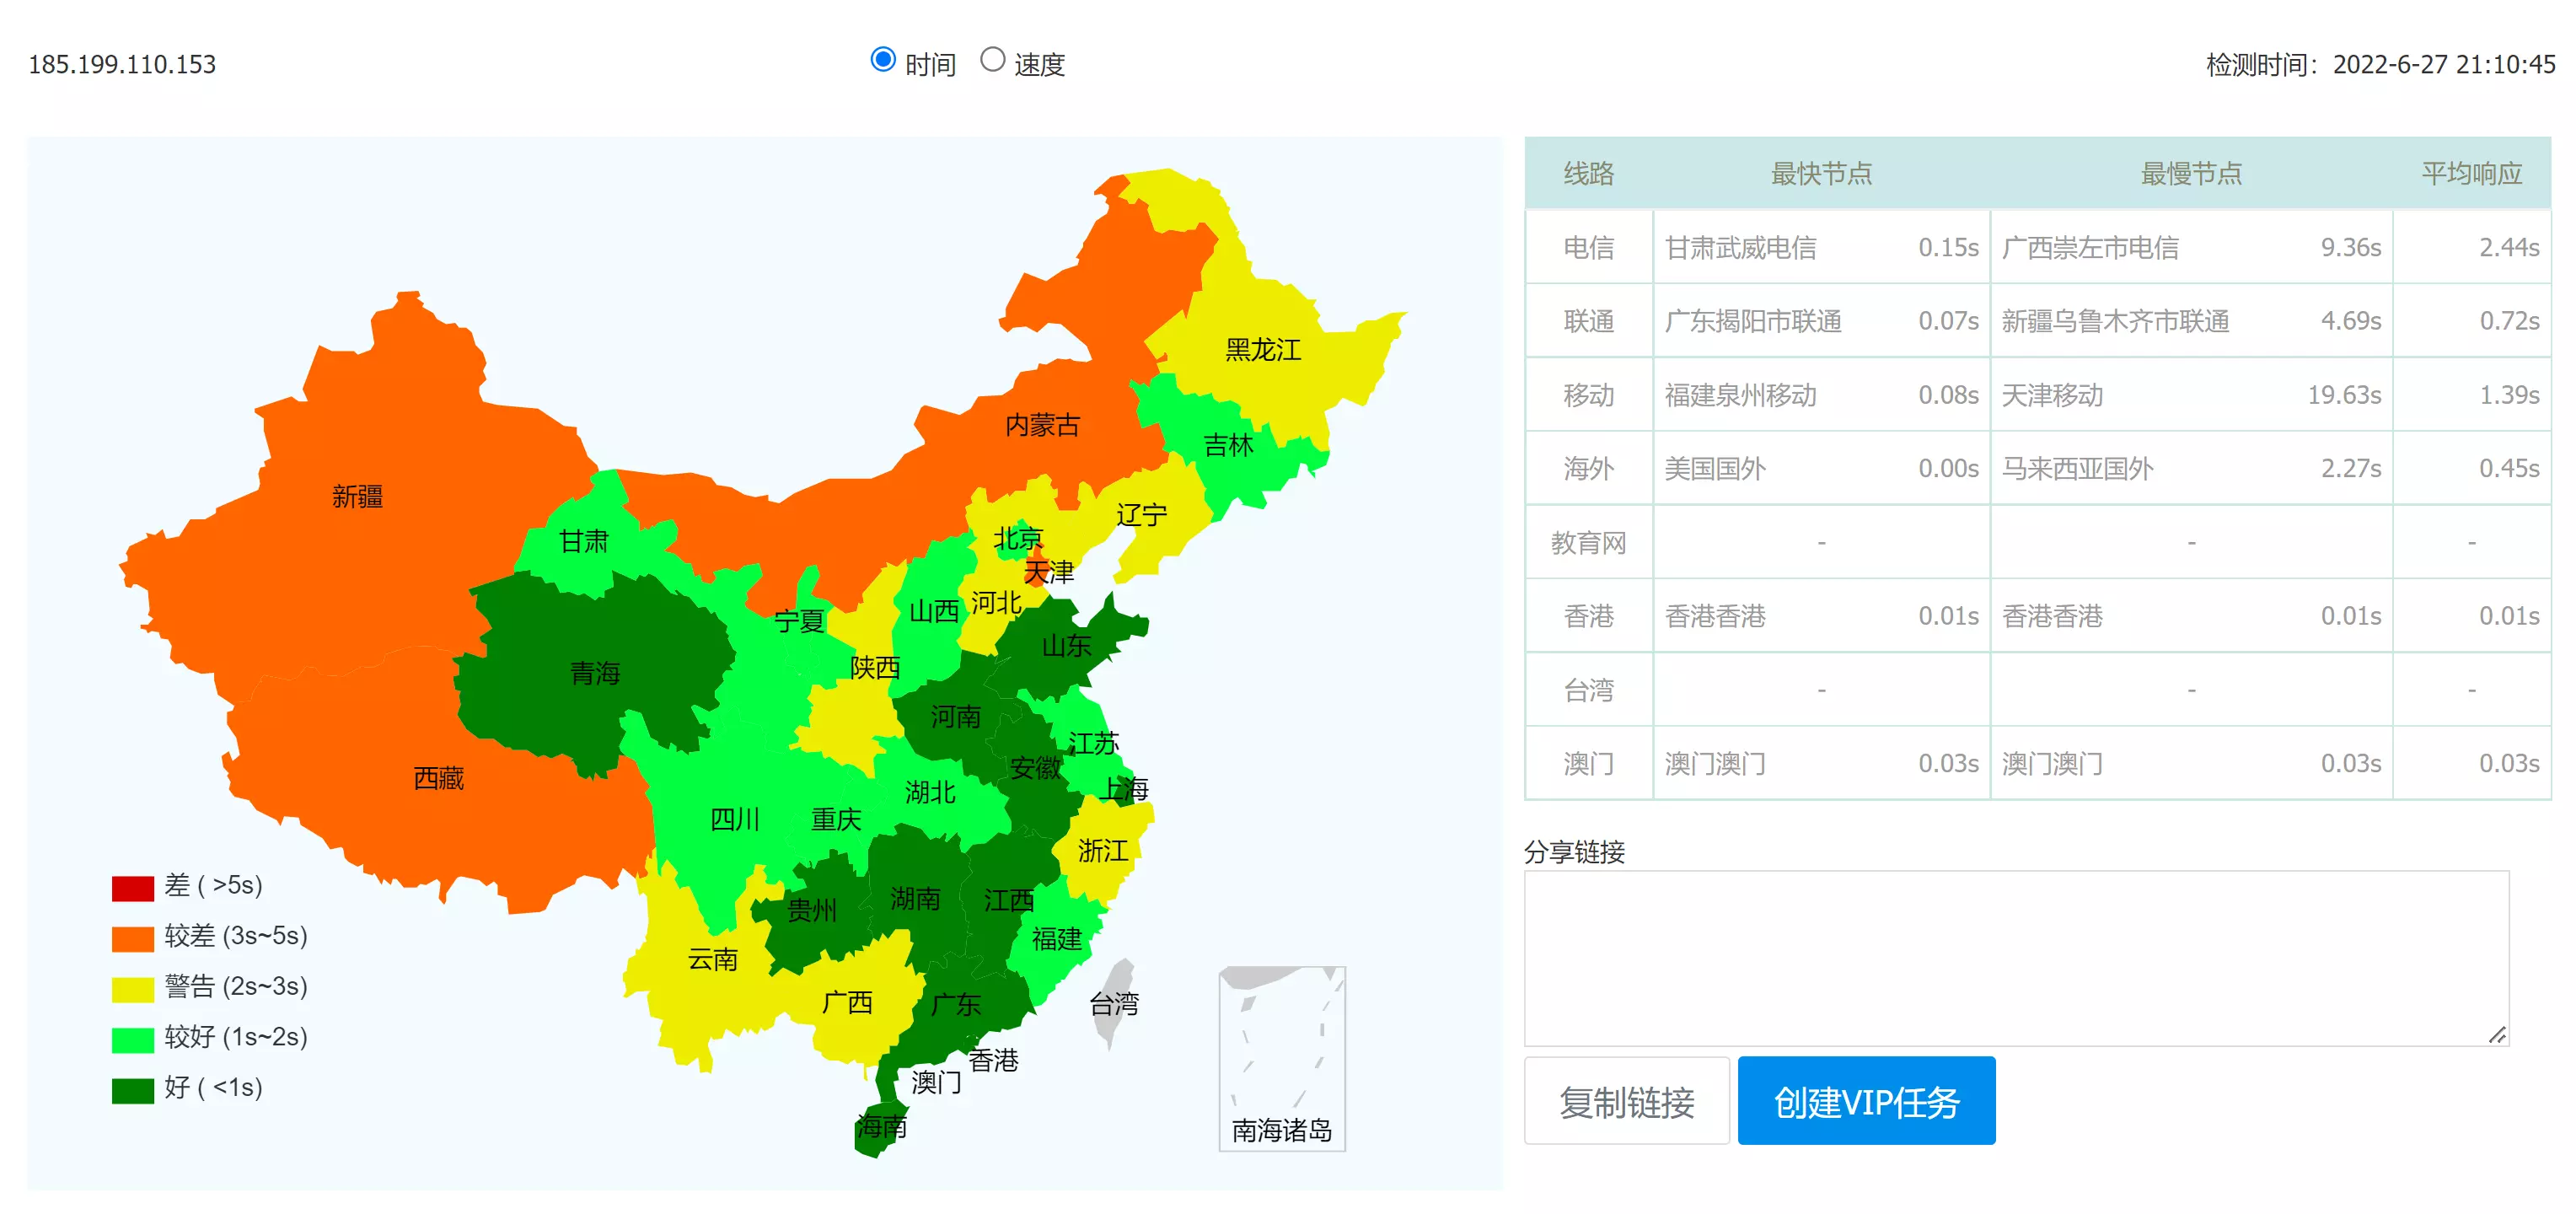 185.199.110.153
时间 速度
检测时间：2022-6-27 21:10:45
黑龙江
内蒙古
吉林
新疆
辽宁
甘肃
北京
天津
河北
宁夏
山西
山东
陕西
青海
河南
江苏
安徽
西藏
上海
湖北
四川
重庆
浙江
湖南
江西
贵州
福建
云南
广西
广东
台湾
香港
澳门
海南
南海诸岛
差 ( >5s)
较差 (3s~5s)
警告 (2s~3s)
较好 (1s~2s)
好 ( <1s)
线路 最快节点 最慢节点 平均响应
电信 甘肃武威电信 0.15s 广西崇左市电信 9.36s 2.44s
联通 广东揭阳市联通 0.07s 新疆乌鲁木齐市联通 4.69s 0.72s
移动 福建泉州移动 0.08s 天津移动 19.63s 1.39s
海外 美国国外 0.00s 马来西亚国外 2.27s 0.45s
教育网 - - -
香港 香港香港 0.01s 香港香港 0.01s 0.01s
台湾 - - -
澳门 澳门澳门 0.03s 澳门澳门 0.03s 0.03s
分享链接
复制链接 创建VIP任务